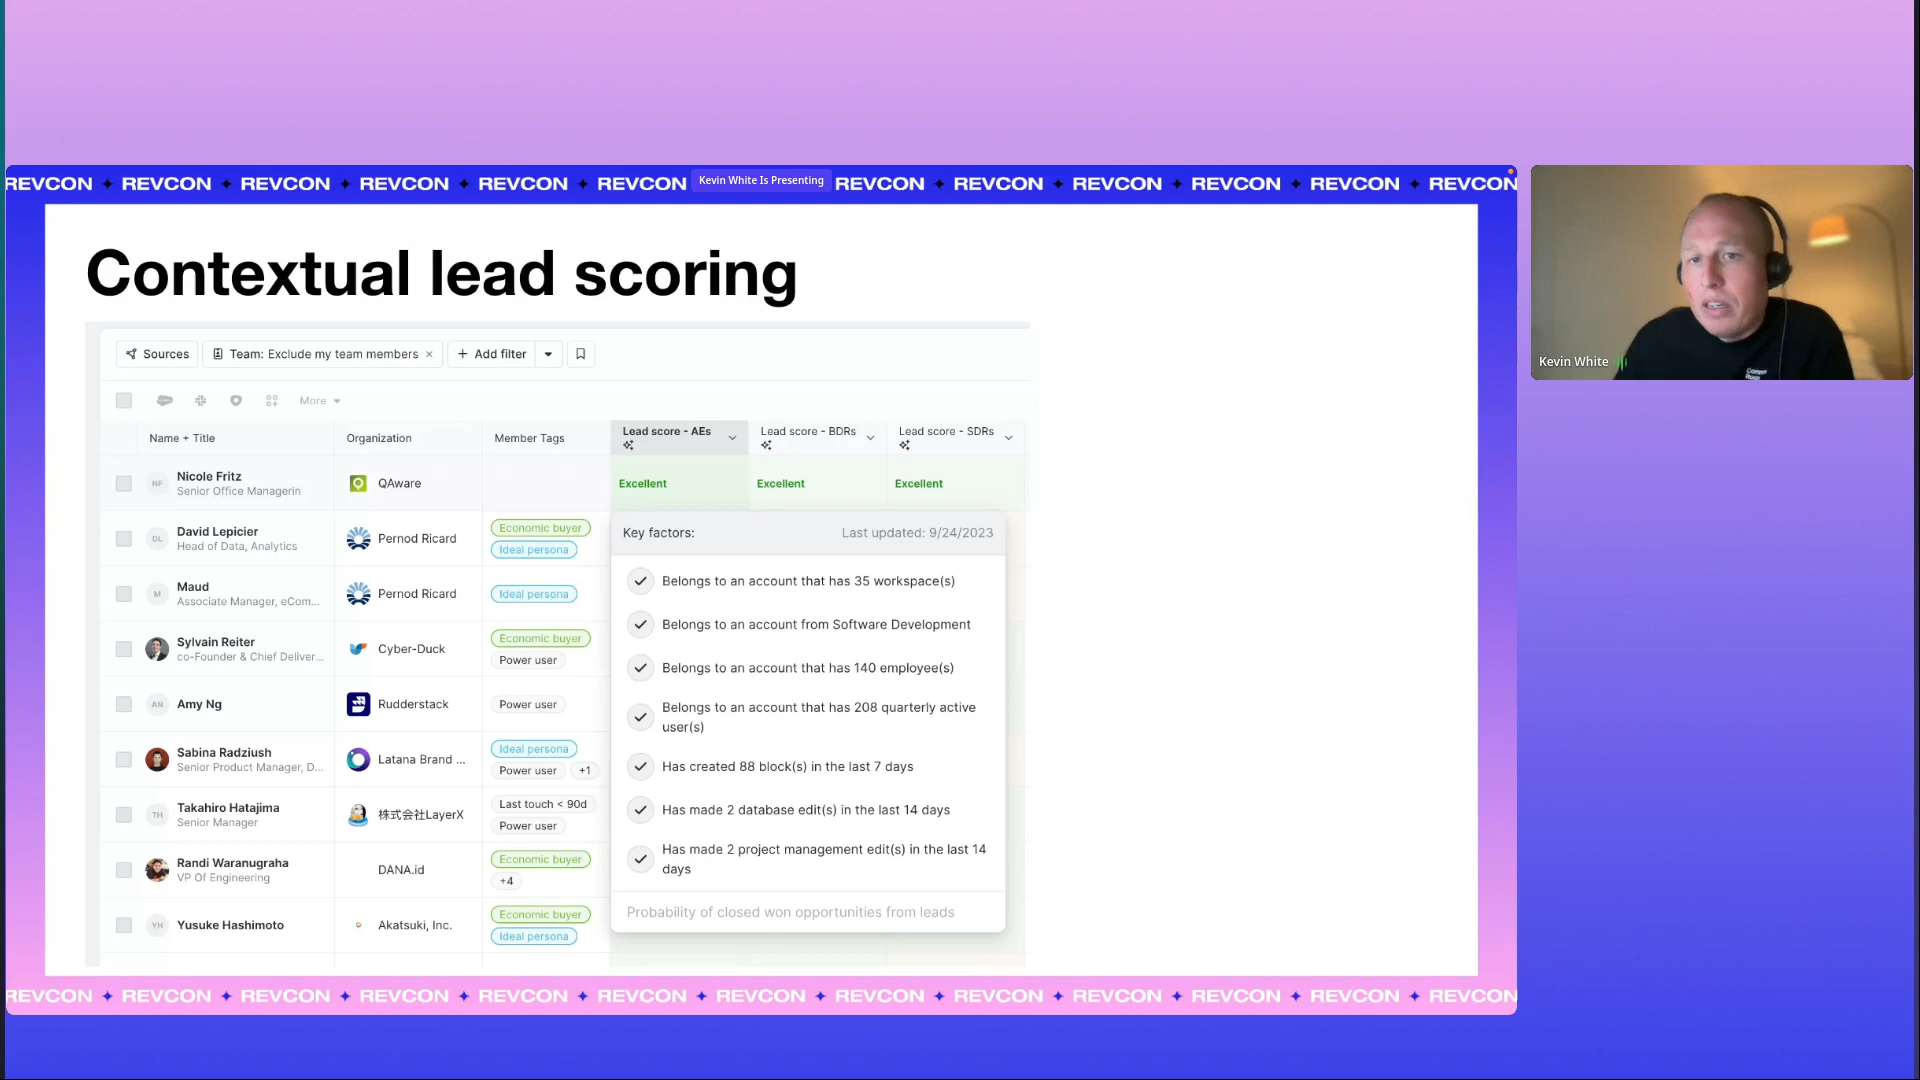 REVCON REVCON REVCON REVCON REVCON REVCON Kevin White Is Presenting REVCON REVCON REVCON REVCON REVCON REVCON
Contextual lead scoring
Sources Team: Exclude my team members × + Add filter
More
Name + Title Organization Member Tags Lead score - AEs Lead score - BDRs Lead score - SDRs
NF Nicole Fritz QAware Excellent Excellent Excellent
Senior Office Managerin
DL David Lepicier Pernod Ricard Economic buyer
Head of Data, Analytics Ideal persona
M Maud Pernod Ricard Ideal persona
Associate Manager, eCom...
Sylvain Reiter Cyber-Duck Economic buyer
co-Founder & Chief Deliver... Power user
AN Amy Ng Rudderstack Power user
Sabina Radziush Latana Brand ... Ideal persona
Senior Product Manager, D... Power user +1
TH Takahiro Hatajima 株式会社LayerX Last touch < 90d
Senior Manager Power user
Randi Waranugraha DANA.id Economic buyer
VP Of Engineering +4
YH Yusuke Hashimoto Akatsuki, Inc. Economic buyer
Ideal persona
Key factors: Last updated: 9/24/2023
Belongs to an account that has 35 workspace(s)
Belongs to an account from Software Development
Belongs to an account that has 140 employee(s)
Belongs to an account that has 208 quarterly active
user(s)
Has created 88 block(s) in the last 7 days
Has made 2 database edit(s) in the last 14 days
Has made 2 project management edit(s) in the last 14
days
Probability of closed won opportunities from leads
REVCON REVCON REVCON REVCON REVCON REVCON REVCON REVCON REVCON REVCON REVCON REVCON REVCON
Kevin White